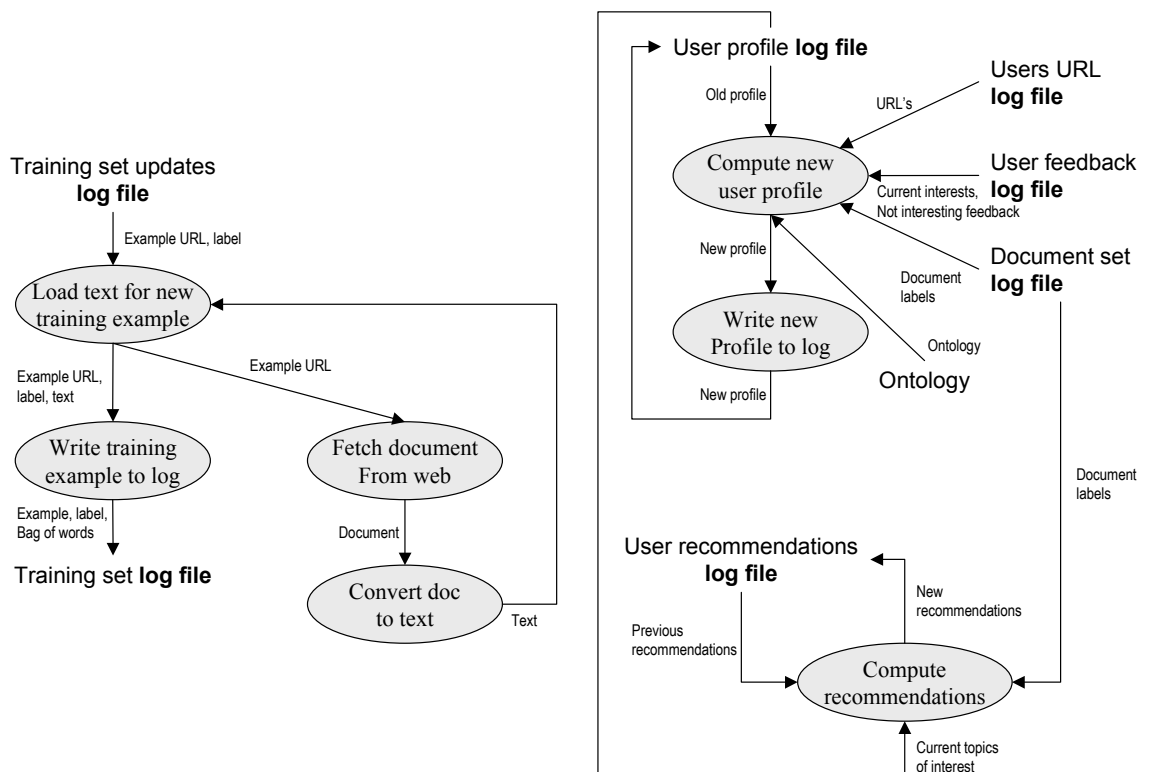 Training set updates
log file
Example URL, label
Load text for new
training example
Example URL,
label, text
Example URL
Write training
example to log
Fetch document
From web
Example, label,
Bag of words
Document
Training set log file
Convert doc
to text
Text
User profile log file
Users URL
log file
Old profile
URL's
Compute new
user profile
User feedback
log file
Current interests,
Not interesting feedback
New profile
Document set
log file
Document
labels
Write new
Profile to log
Ontology
Ontology
New profile
Document
labels
User recommendations
log file
New
recommendations
Previous
recommendations
Compute
recommendations
Current topics
of interest